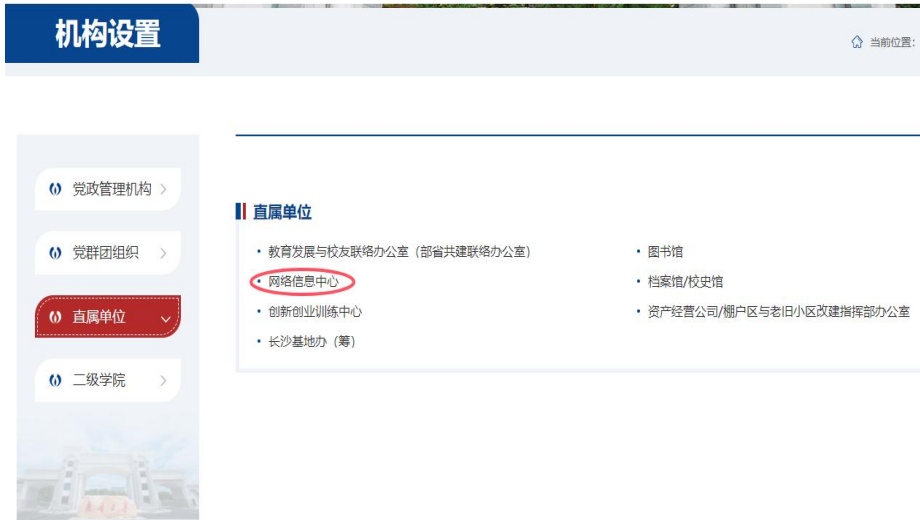 机构设置
当前位置:
党政管理机构
党群团组织
直属单位
二级学院
直属单位
教育发展与校友联络办公室（部省共建联络办公室）
图书馆
网络信息中心
档案馆/校史馆
创新创业训练中心
资产经营公司/棚户区与老旧小区改建指挥部办公室
长沙基地办（筹）